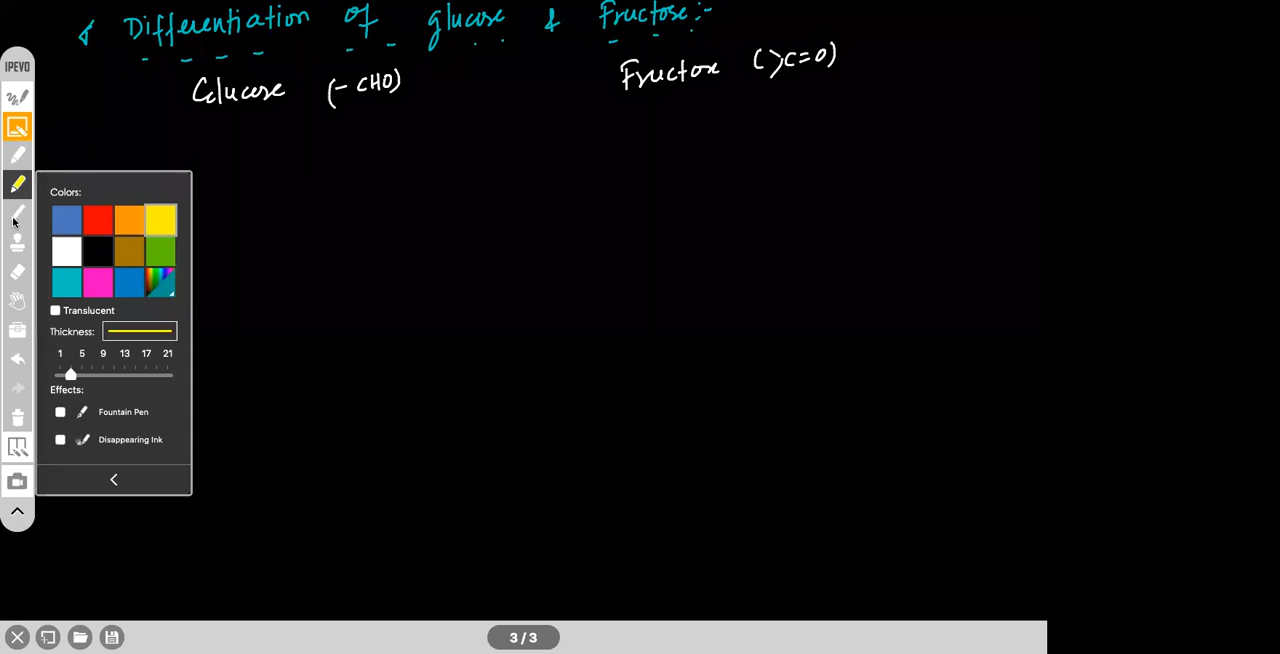 Differentiation of glucose & Fructose:-
Glucose (- CHO) Fructose ( >C=O)
IPEVO
Colors:
Translucent
Thickness:
1 5 9 13 17 21
Effects:
Fountain Pen
Disappearing Ink
3 / 3